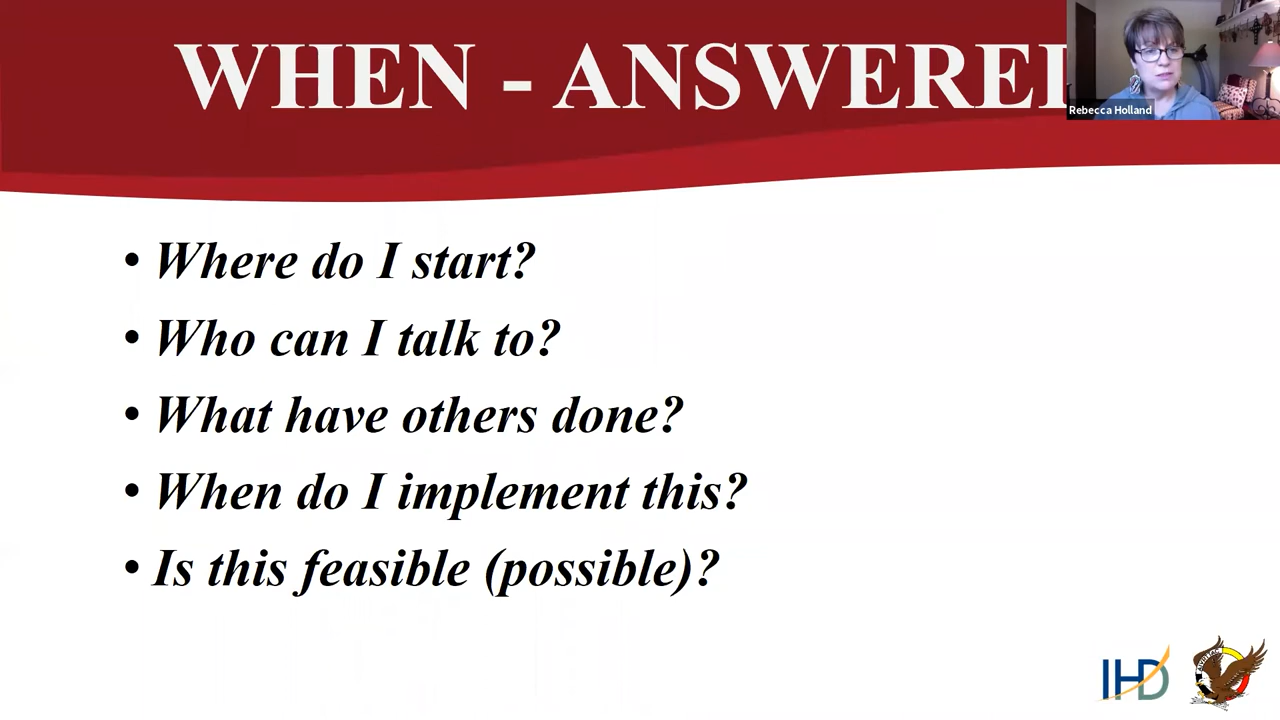 WHEN - ANSWERED
Rebecca Holland
• Where do I start?
• Who can I talk to?
• What have others done?
• When do I implement this?
• Is this feasible (possible)?
IHD